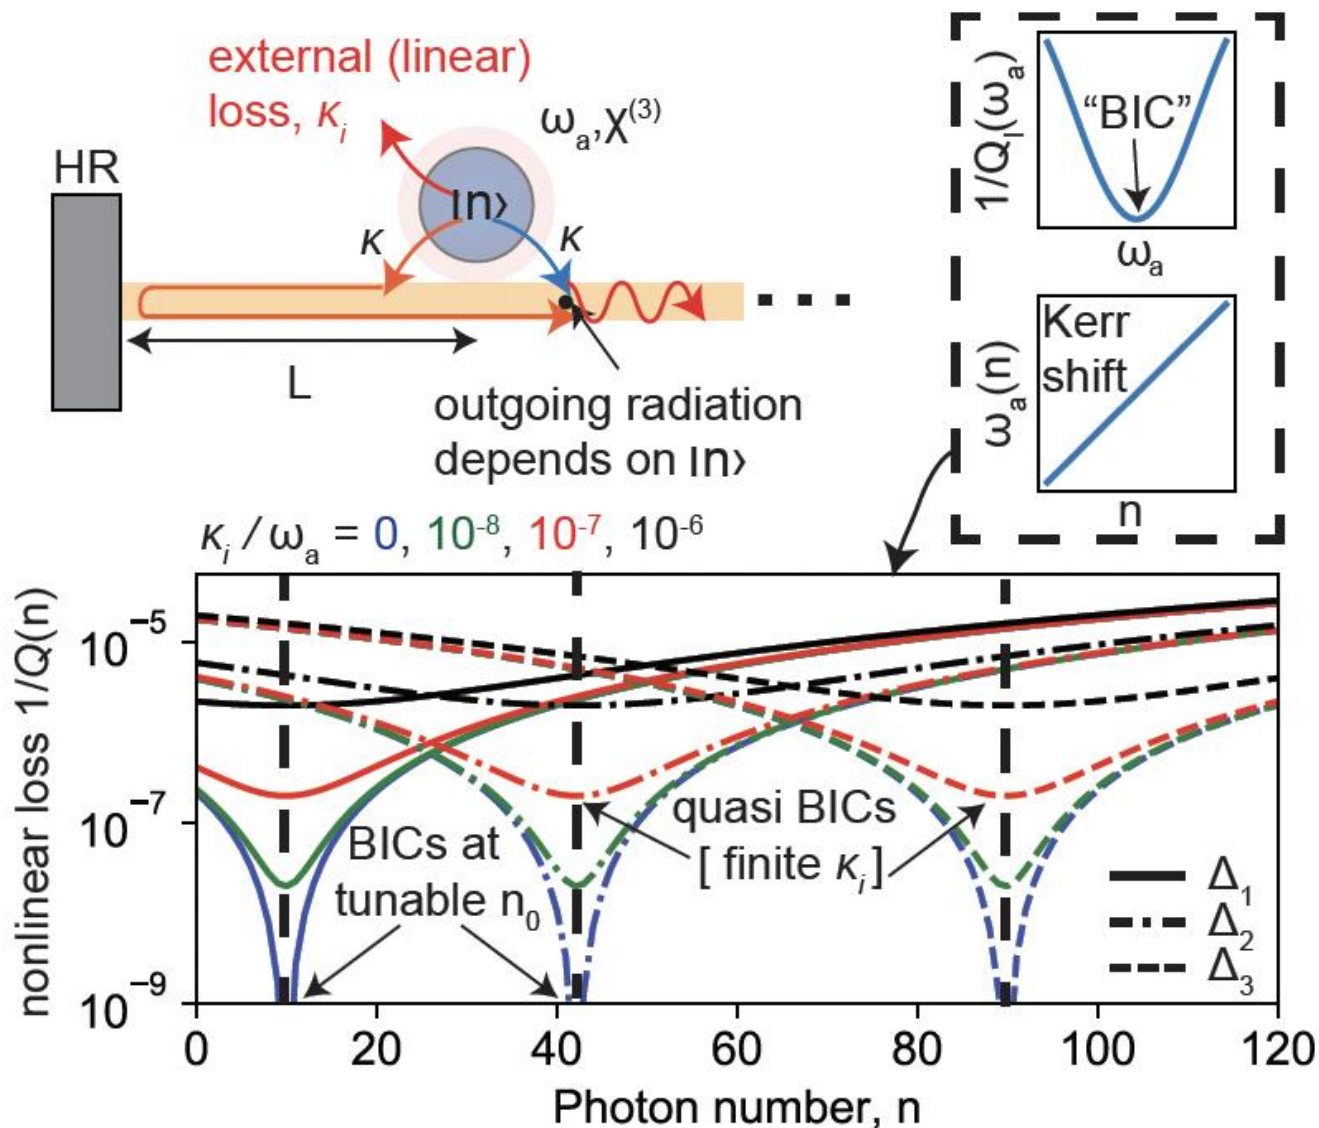 external (linear)
loss, κᵢ
ωₐ,χ⁽³⁾
HR
|n⟩
κ
κ
L
outgoing radiation
depends on |n⟩
1/Qₗ(ωₐ)
“BIC”
ωₐ
ωₐ(n)
Kerr
shift
n
κᵢ / ωₐ = 0, 10⁻⁸, 10⁻⁷, 10⁻⁶
nonlinear loss 1/Q(n)
10⁻⁵
10⁻⁷
10⁻⁹
BICs at
tunable n₀
quasi BICs
[ finite κᵢ ]
Δ₁
Δ₂
Δ₃
0 20 40 60 80 100 120
Photon number, n